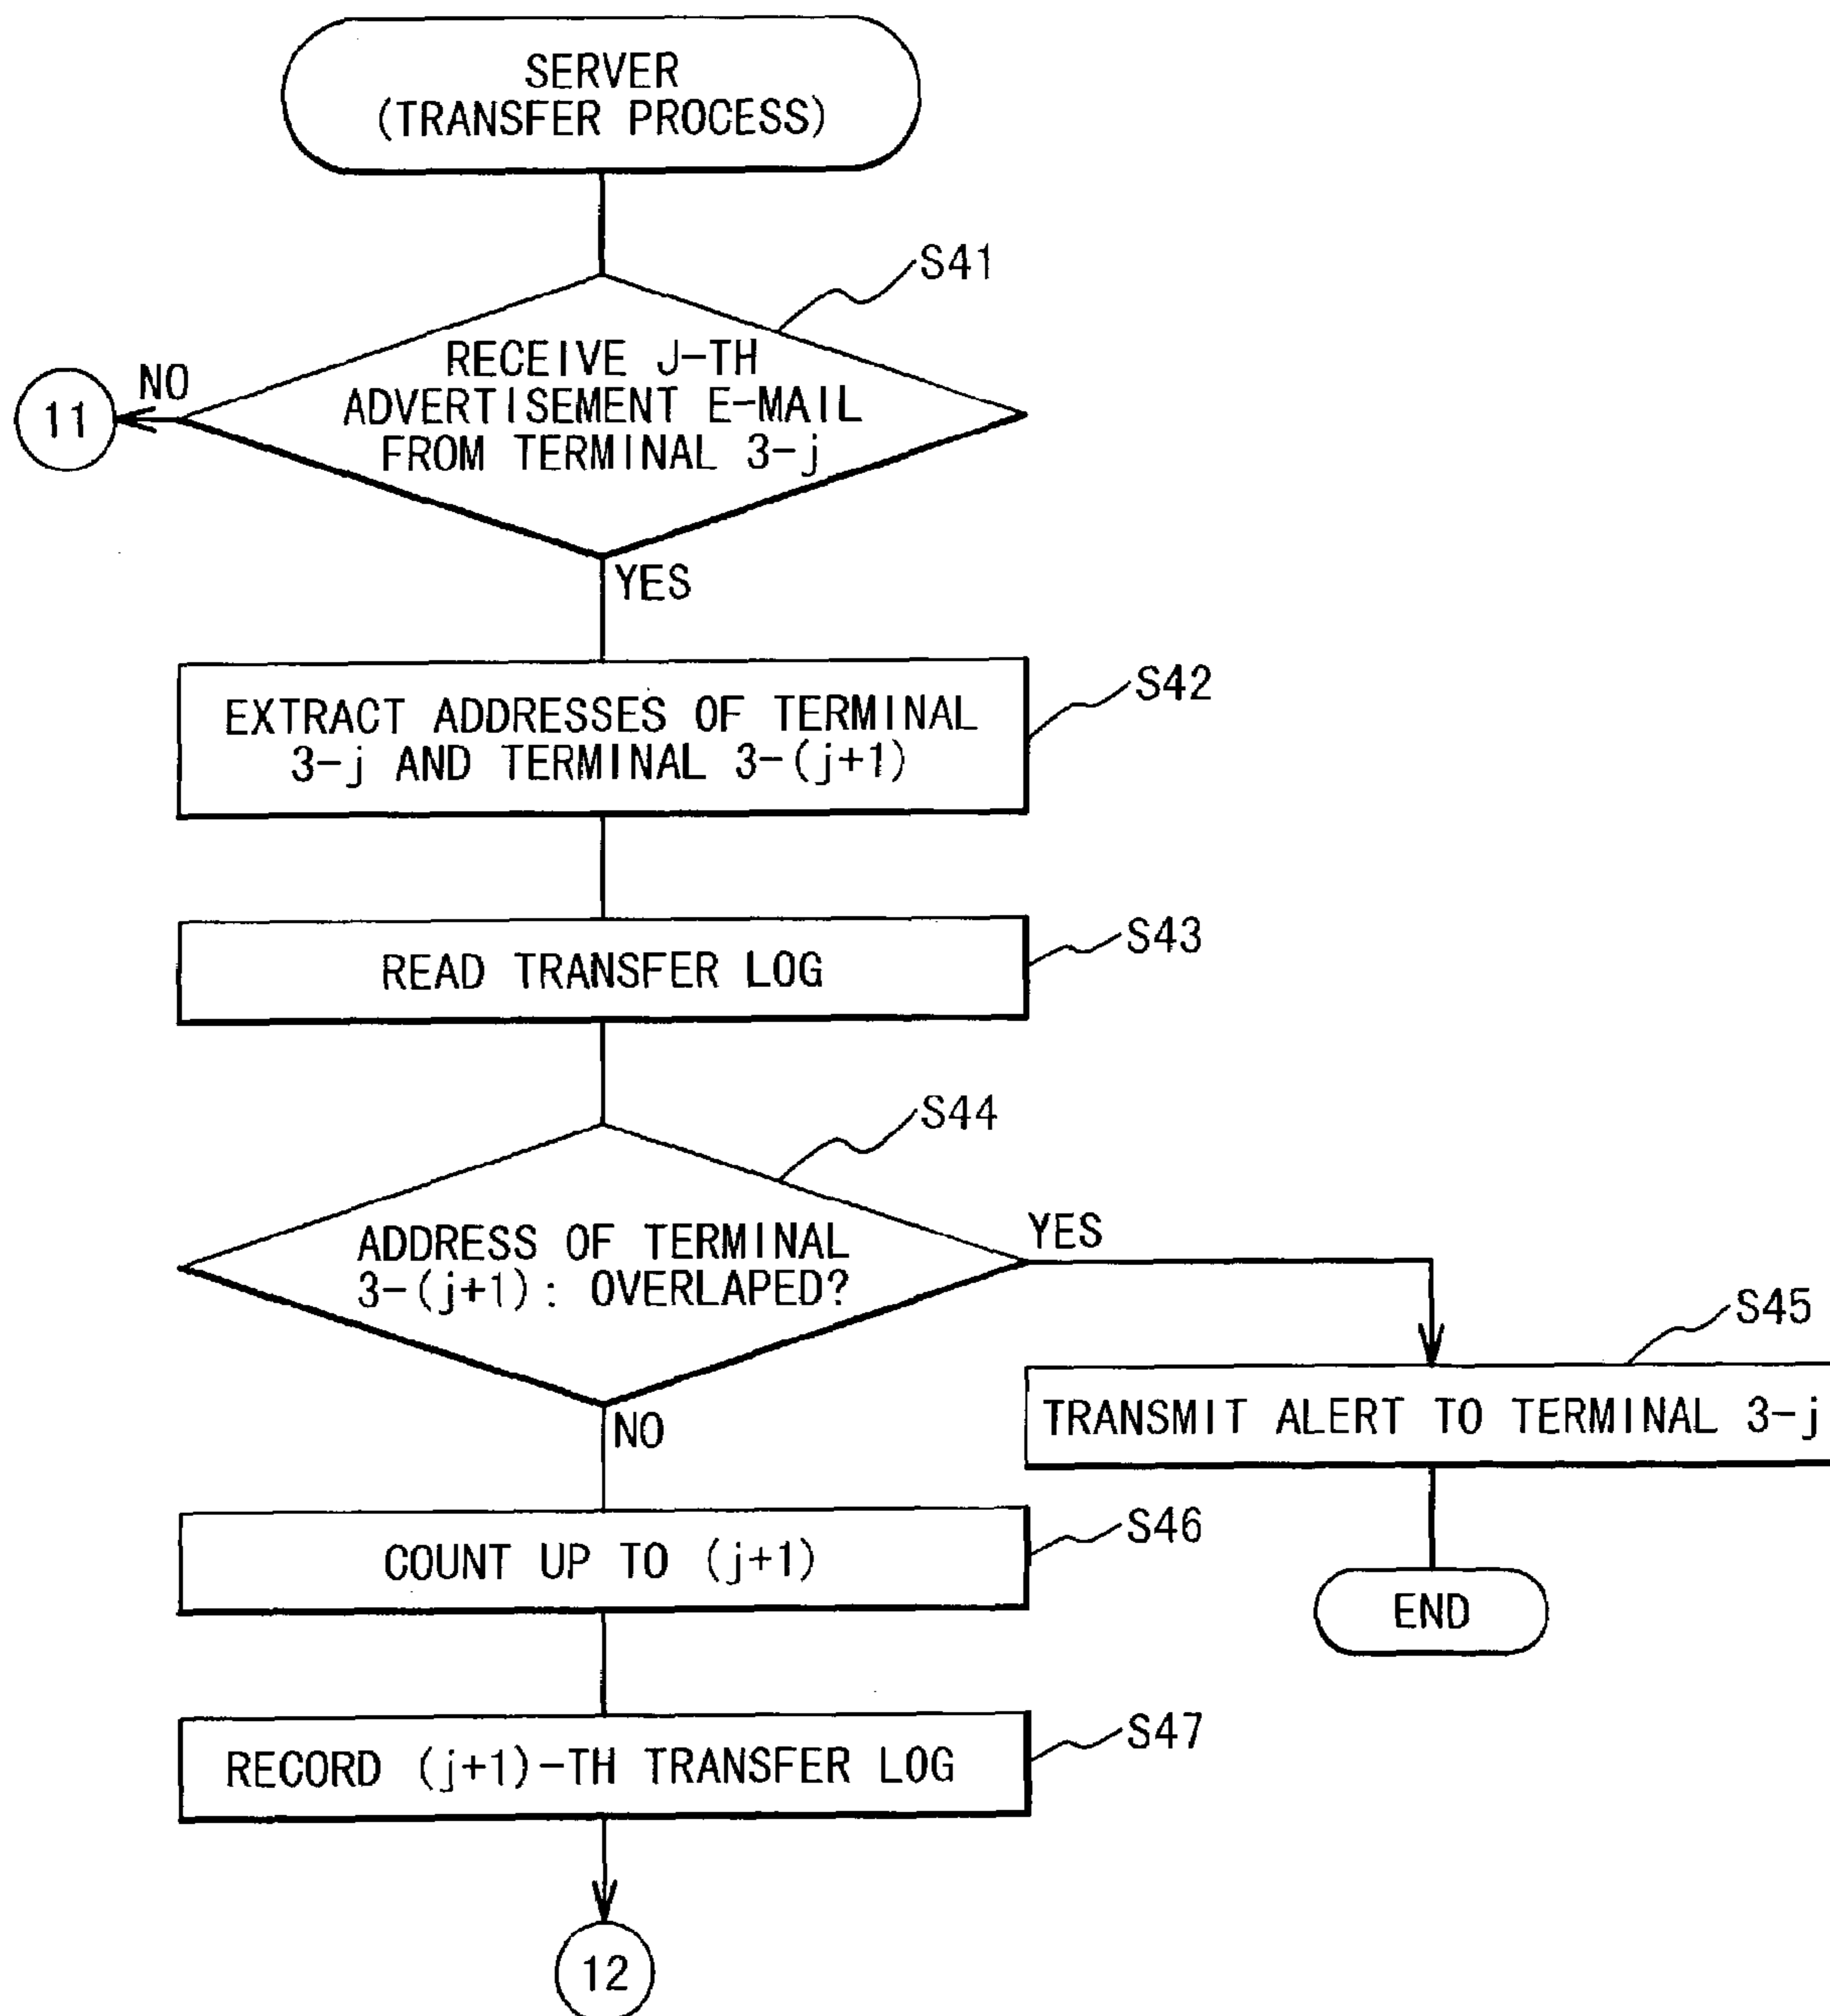 SERVER
(TRANSFER PROCESS)
S41
RECEIVE J-TH
ADVERTISEMENT E-MAIL
FROM TERMINAL 3-j
NO
11
YES
S42
EXTRACT ADDRESSES OF TERMINAL
3-j AND TERMINAL 3-(j+1)
S43
READ TRANSFER LOG
S44
ADDRESS OF TERMINAL
3-(j+1): OVERLAPED?
YES
S45
TRANSMIT ALERT TO TERMINAL 3-j
NO
S46
COUNT UP TO (j+1)
END
S47
RECORD (j+1)-TH TRANSFER LOG
12